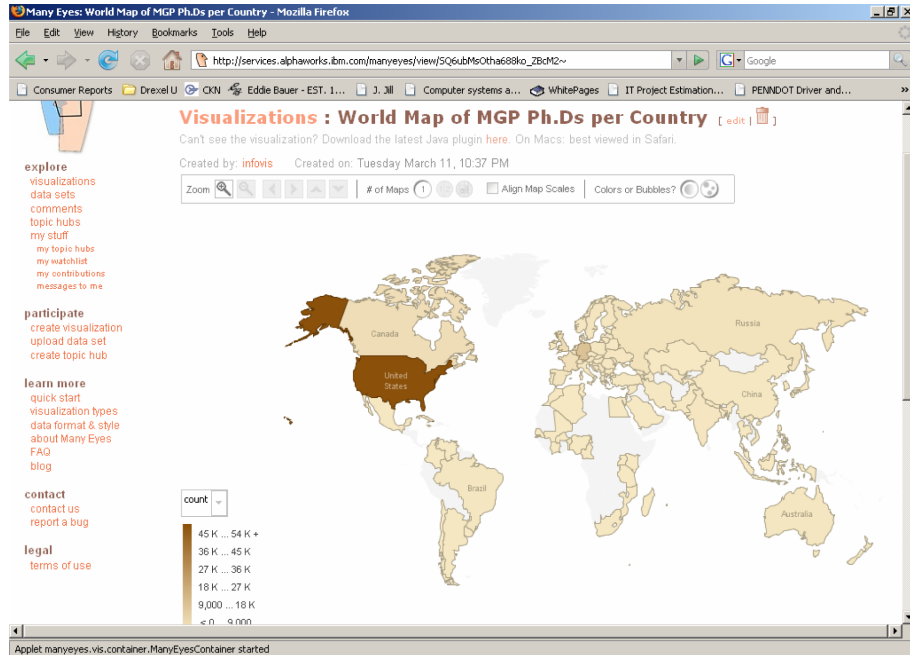 Many Eyes: World Map of MGP Ph.Ds per Country - Mozilla Firefox
File Edit View History Bookmarks Tools Help
http://services.alphaworks.ibm.com/manyeyes/view/SQ6ubMsOtha688ko_ZBcM2~
Google
Consumer Reports Drexel U CKN Eddie Bauer - EST. 1... J. Jill Computer systems a... WhitePages IT Project Estimation... PENNDOT Driver and... »
Visualizations : World Map of MGP Ph.Ds per Country [ edit | ]
Can't see the visualization? Download the latest Java plugin here. On Macs: best viewed in Safari.
Created by: infovis Created on: Tuesday March 11, 10:37 PM
Zoom # of Maps 1 Align Map Scales Colors or Bubbles?
explore
visualizations
data sets
comments
topic hubs
my stuff
my topic hubs
my watchlist
my contributions
messages to me
participate
create visualization
upload data set
create topic hub
learn more
quick start
visualization types
data format & style
about Many Eyes
FAQ
blog
contact
contact us
report a bug
legal
terms of use
Canada
United
States
Brazil
Russia
China
Australia
count
45 K ... 54 K +
36 K ... 45 K
27 K ... 36 K
18 K ... 27 K
9,000 ... 18 K
< 0 ... 9,000
Applet manyeyes.vis.container.ManyEyesContainer started